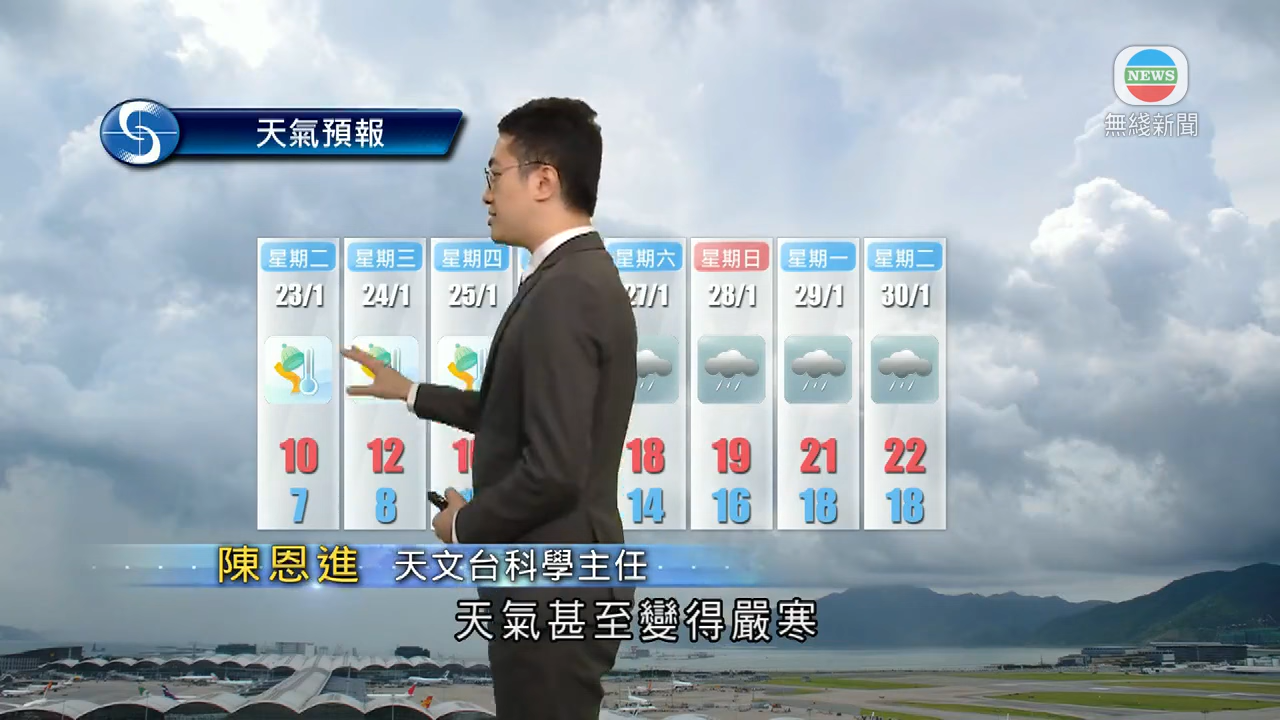 NEWS
無綫新聞
天氣預報
星期二 星期三 星期四 星期六 星期日 星期一 星期二
23/1 24/1 25/1 27/1 28/1 29/1 30/1
10 12 18 19 21 22
7 8 14 16 18 18
陳恩進 天文台科學主任
天氣甚至變得嚴寒